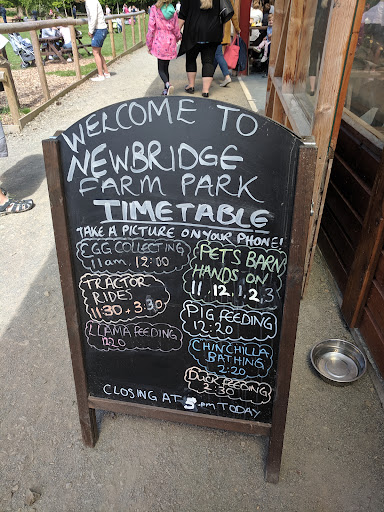 WELCOME TO
NEWBRIDGE
FARM PARK
TIMETABLE
TAKE A PICTURE ON YOUR PHONE!
EGG COLLECTING
11am, 12:00
TRACTOR
RIDES
11:30 + 3:30
LLAMA FEEDING
PETS BARN
HANDS ON
11, 12, 1, 2, 3
PIG FEEDING
12:20
CHINCHILLA
BATHING
2:20
DUCK FEEDING
2:30
CLOSING AT 5pm TODAY